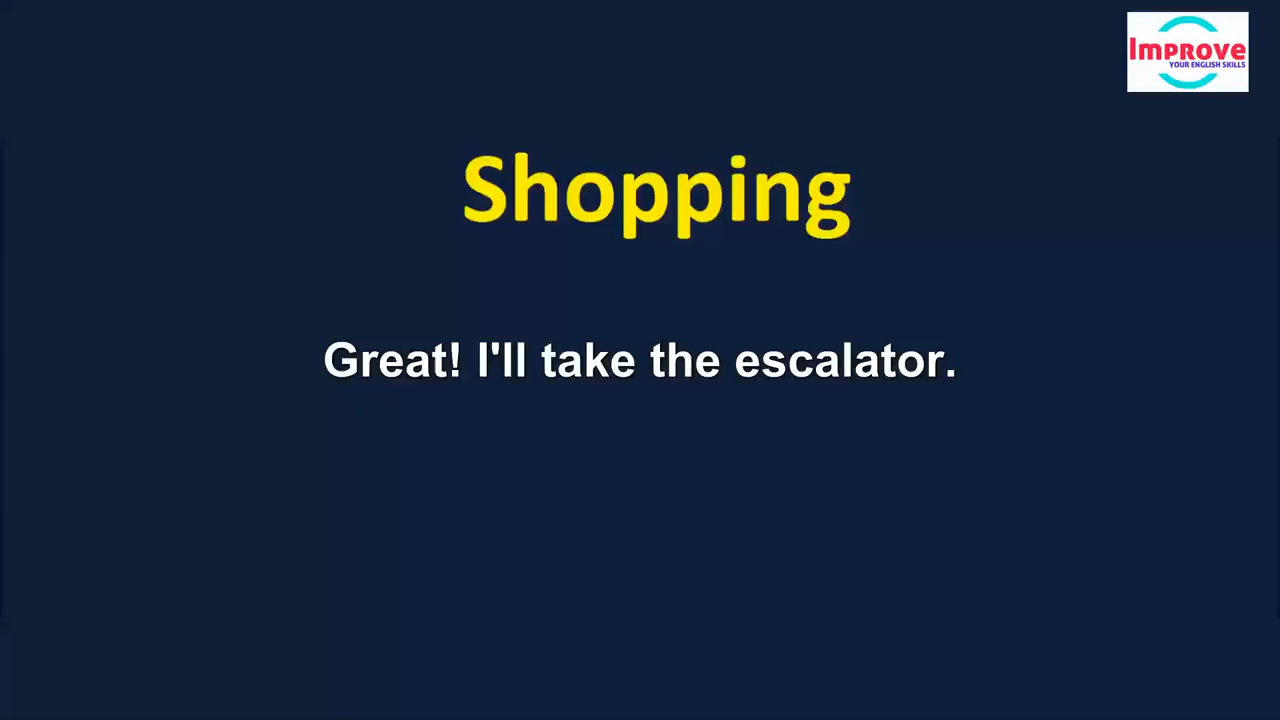 Improve
YOUR ENGLISH SKILLS
Shopping
Great! I'll take the escalator.